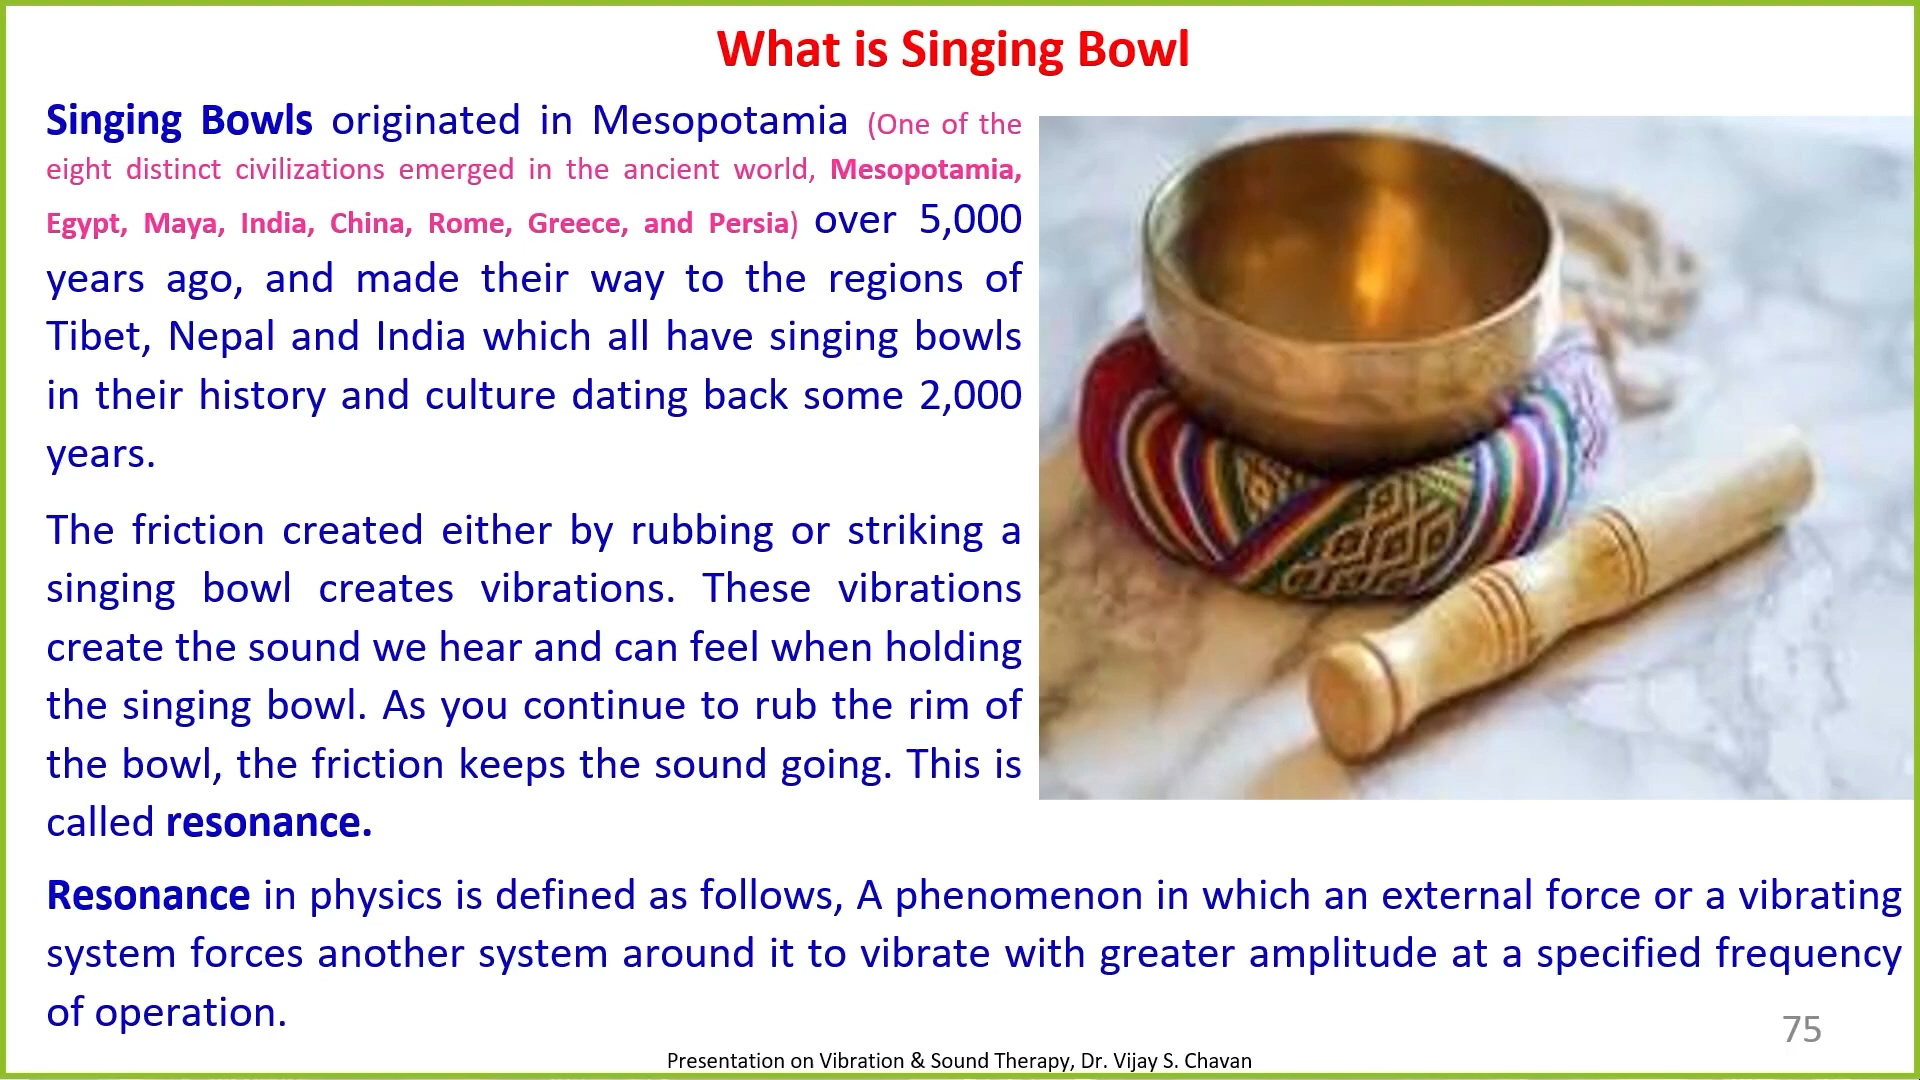 What is Singing Bowl
Singing Bowls originated in Mesopotamia (One of the
eight distinct civilizations emerged in the ancient world, Mesopotamia,
Egypt, Maya, India, China, Rome, Greece, and Persia) over 5,000
years ago, and made their way to the regions of
Tibet, Nepal and India which all have singing bowls
in their history and culture dating back some 2,000
years.
The friction created either by rubbing or striking a
singing bowl creates vibrations. These vibrations
create the sound we hear and can feel when holding
the singing bowl. As you continue to rub the rim of
the bowl, the friction keeps the sound going. This is
called resonance.
Resonance in physics is defined as follows, A phenomenon in which an external force or a vibrating
system forces another system around it to vibrate with greater amplitude at a specified frequency
of operation.
75
Presentation on Vibration & Sound Therapy, Dr. Vijay S. Chavan